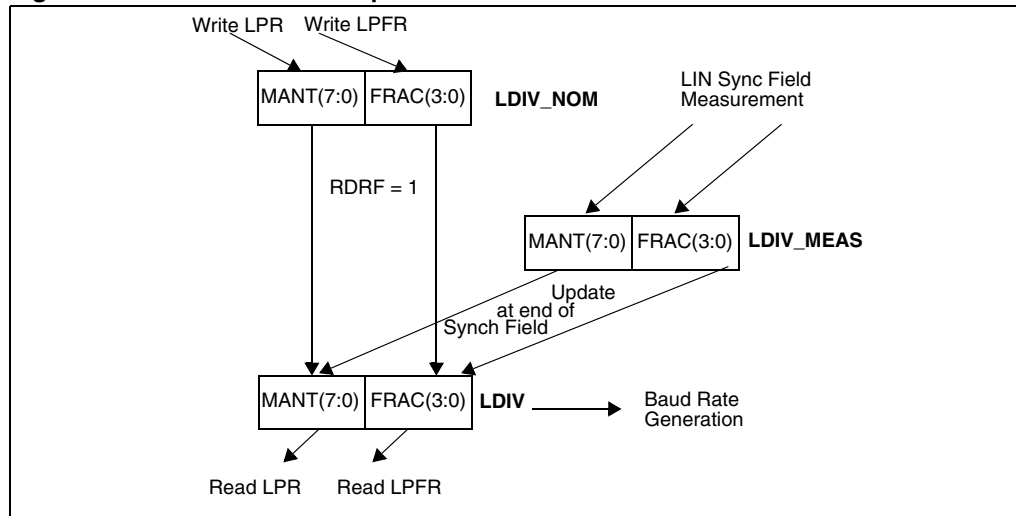 Write LPR Write LPFR
MANT(7:0) FRAC(3:0) LDIV_NOM
LIN Sync Field
Measurement
RDRF = 1
MANT(7:0) FRAC(3:0) LDIV_MEAS
Update
at end of
Synch Field
MANT(7:0) FRAC(3:0) LDIV
Baud Rate
Generation
Read LPR Read LPFR